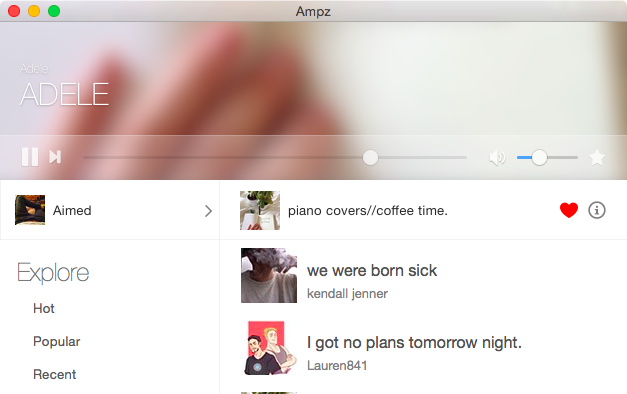 Ampz
Adele
ADELE
Aimed
piano covers//coffee time.
Explore
Hot
Popular
Recent
we were born sick
kendall jenner
I got no plans tomorrow night.
Lauren841